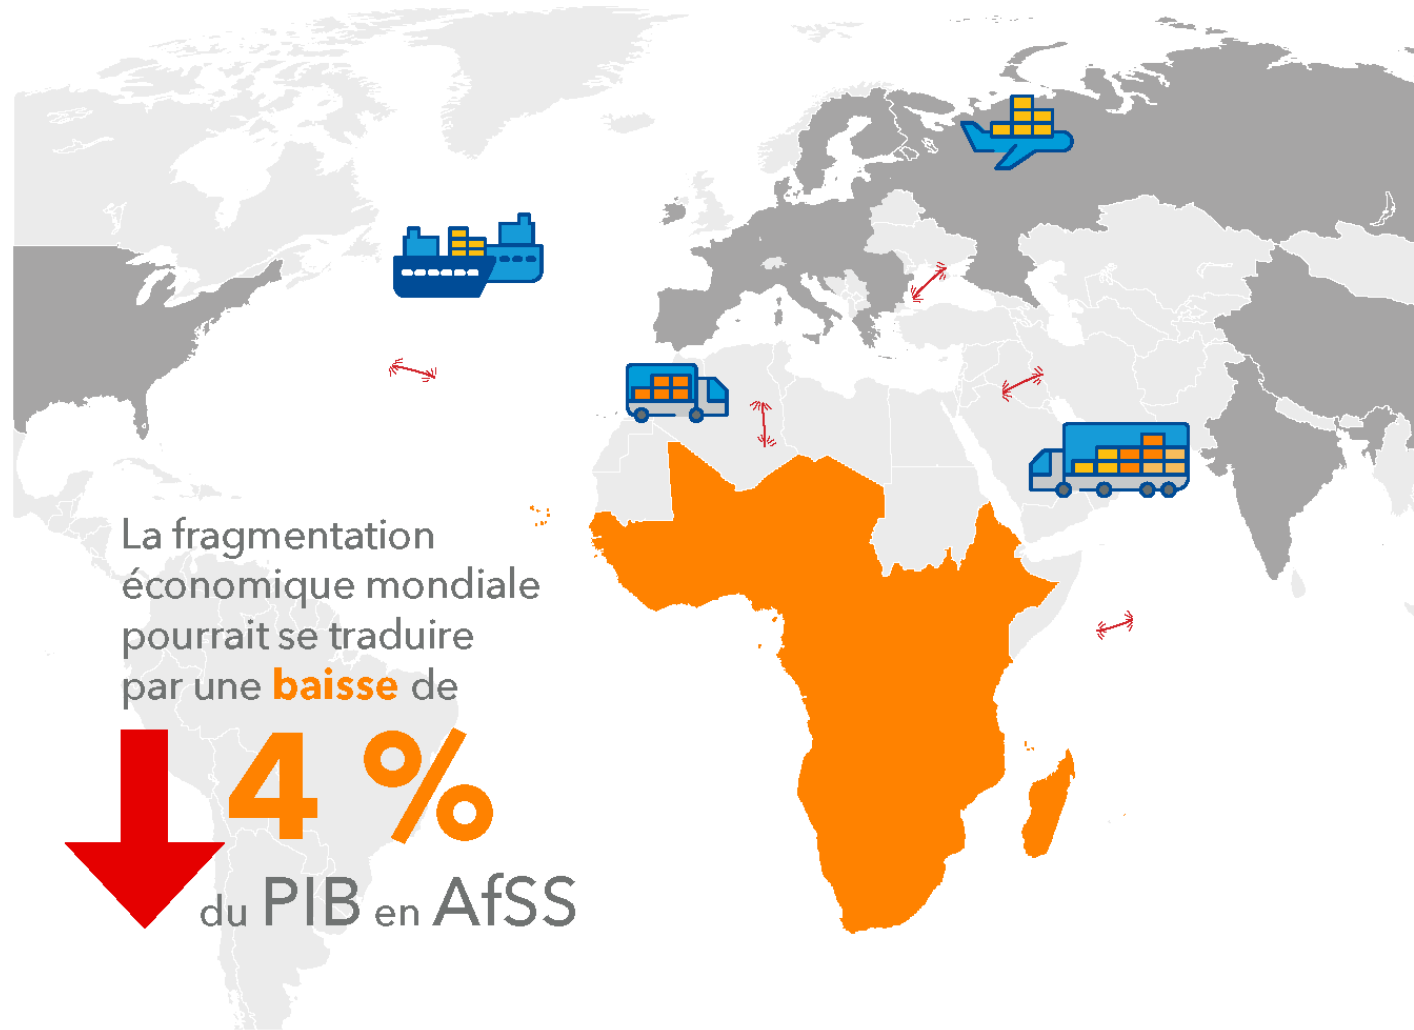 La fragmentation
économique mondiale
pourrait se traduire
par une baisse de
4 %
du PIB en AfSS